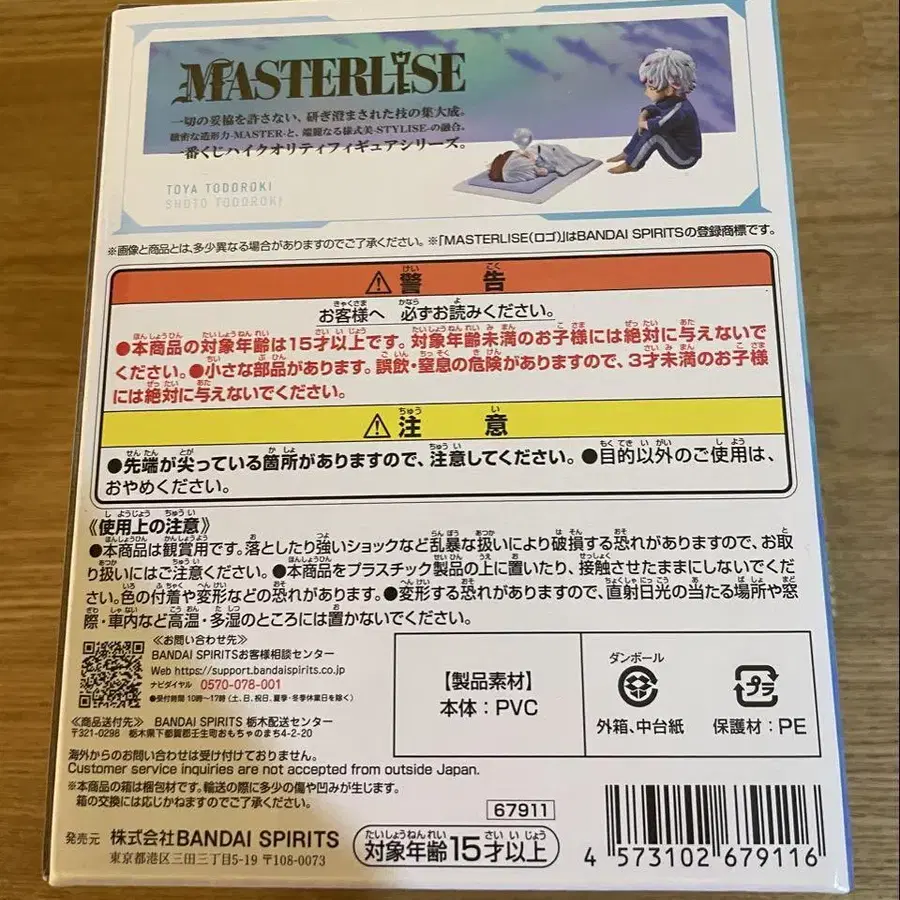 MASTERLISE
一切の妥協を許さない、研ぎ澄まされた技の集大成。
緻密な造形力-MASTER-と、端麗なる様式美-STYLISE-の融合。
一番くじハイクオリティフィギュアシリーズ。
TOYA TODOROKI
SHOTO TODOROKI
※画像と商品とは、多少異なる場合がありますのでご了承ください。※「MASTERLISE(ロゴ)」はBANDAI SPIRITSの登録商標です。
⚠警告
お客様へ 必ずお読みください。
●本商品の対象年齢は15才以上です。対象年齢未満のお子様には絶対に与えないで
ください。●小さな部品があります。誤飲・窒息の危険がありますので、3才未満のお子様
には絶対に与えないでください。
⚠注意
●先端が尖っている箇所がありますので、注意してください。●目的以外のご使用は、
おやめください。
《使用上の注意》
●本商品は観賞用です。落としたり強いショックなど乱暴な扱いにより破損する恐れがありますので、お取
り扱いにはご注意ください。●本商品をプラスチック製品の上に置いたり、接触させたままにしないでくだ
さい。色の付着や変形などの恐れがあります。●変形する恐れがありますので、直射日光の当たる場所や窓
際・車内など高温・多湿のところには置かないでください。
≪お問い合わせ先≫
BANDAI SPIRITSお客様相談センター
Web https://support.bandaispirits.co.jp
ナビダイヤル 0570-078-001
●受付時間 10時〜17時(土、日、祝日、夏季・冬季休業日を除く)
≪商品送付先≫ BANDAI SPIRITS 栃木配送センター
〒321-0298 栃木県下都賀郡壬生町おもちゃのまち4-2-20
海外からのお問い合わせは受け付けておりません。
Customer service inquiries are not accepted from outside Japan.
※本商品の箱は梱包材です。輸送の際に多少の傷や凹みが生じます。
箱の交換には応じかねますのでご了承ください。
【製品素材】
本体：PVC
ダンボール
外箱、中台紙
プラ
保護材：PE
67911
発売元 株式会社BANDAI SPIRITS
東京都港区三田三丁目5-19 〒108-0073
対象年齢15才以上
4 573102 679116